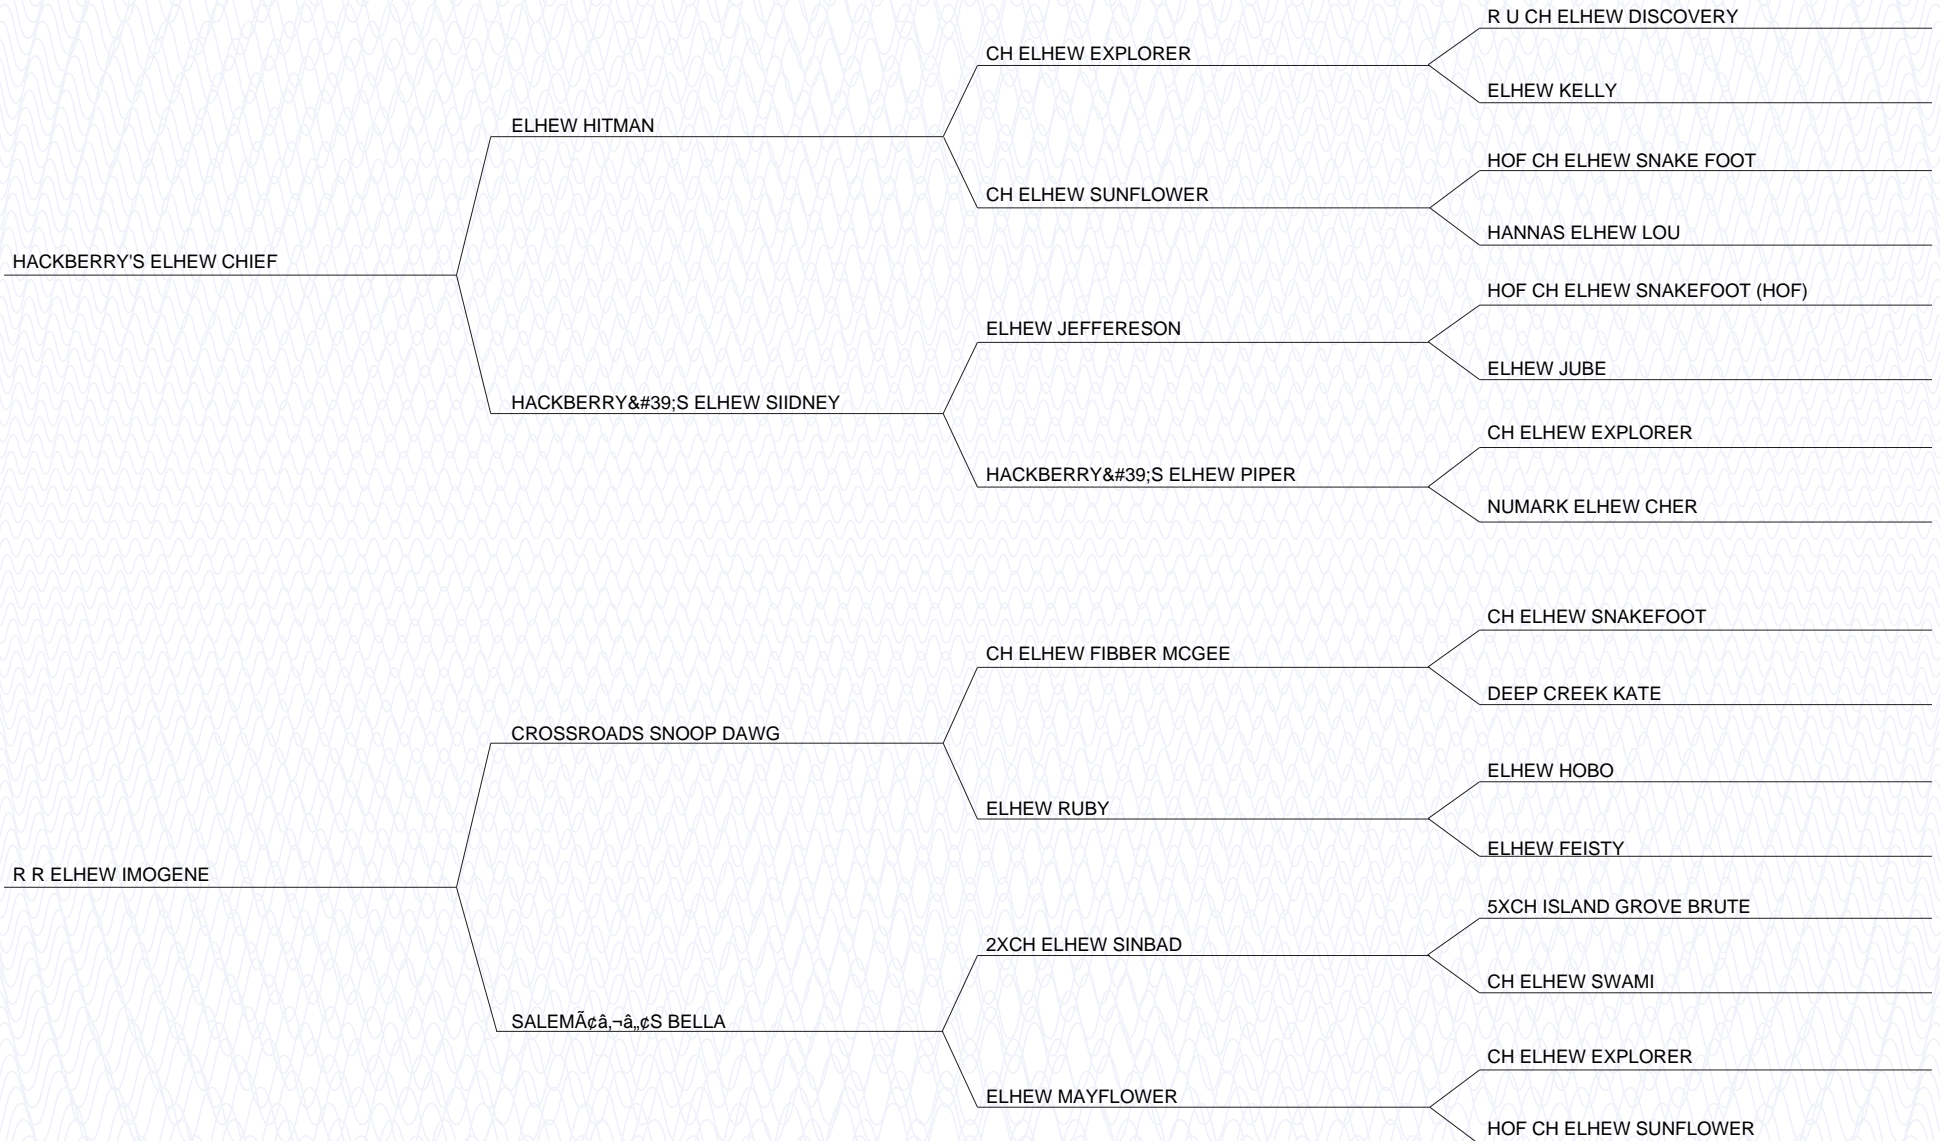 R U CH ELHEW DISCOVERY
CH ELHEW EXPLORER
ELHEW KELLY
ELHEW HITMAN
HOF CH ELHEW SNAKE FOOT
CH ELHEW SUNFLOWER
HANNAS ELHEW LOU
HACKBERRY'S ELHEW CHIEF
HOF CH ELHEW SNAKEFOOT (HOF)
ELHEW JEFFERESON
ELHEW JUBE
HACKBERRY&#39;S ELHEW SIIDNEY
CH ELHEW EXPLORER
HACKBERRY&#39;S ELHEW PIPER
NUMARK ELHEW CHER
CH ELHEW SNAKEFOOT
CH ELHEW FIBBER MCGEE
DEEP CREEK KATE
CROSSROADS SNOOP DAWG
ELHEW HOBO
ELHEW RUBY
ELHEW FEISTY
R R ELHEW IMOGENE
5XCH ISLAND GROVE BRUTE
2XCH ELHEW SINBAD
CH ELHEW SWAMI
SALEMÃ¢â‚¬â„¢S BELLA
CH ELHEW EXPLORER
ELHEW MAYFLOWER
HOF CH ELHEW SUNFLOWER